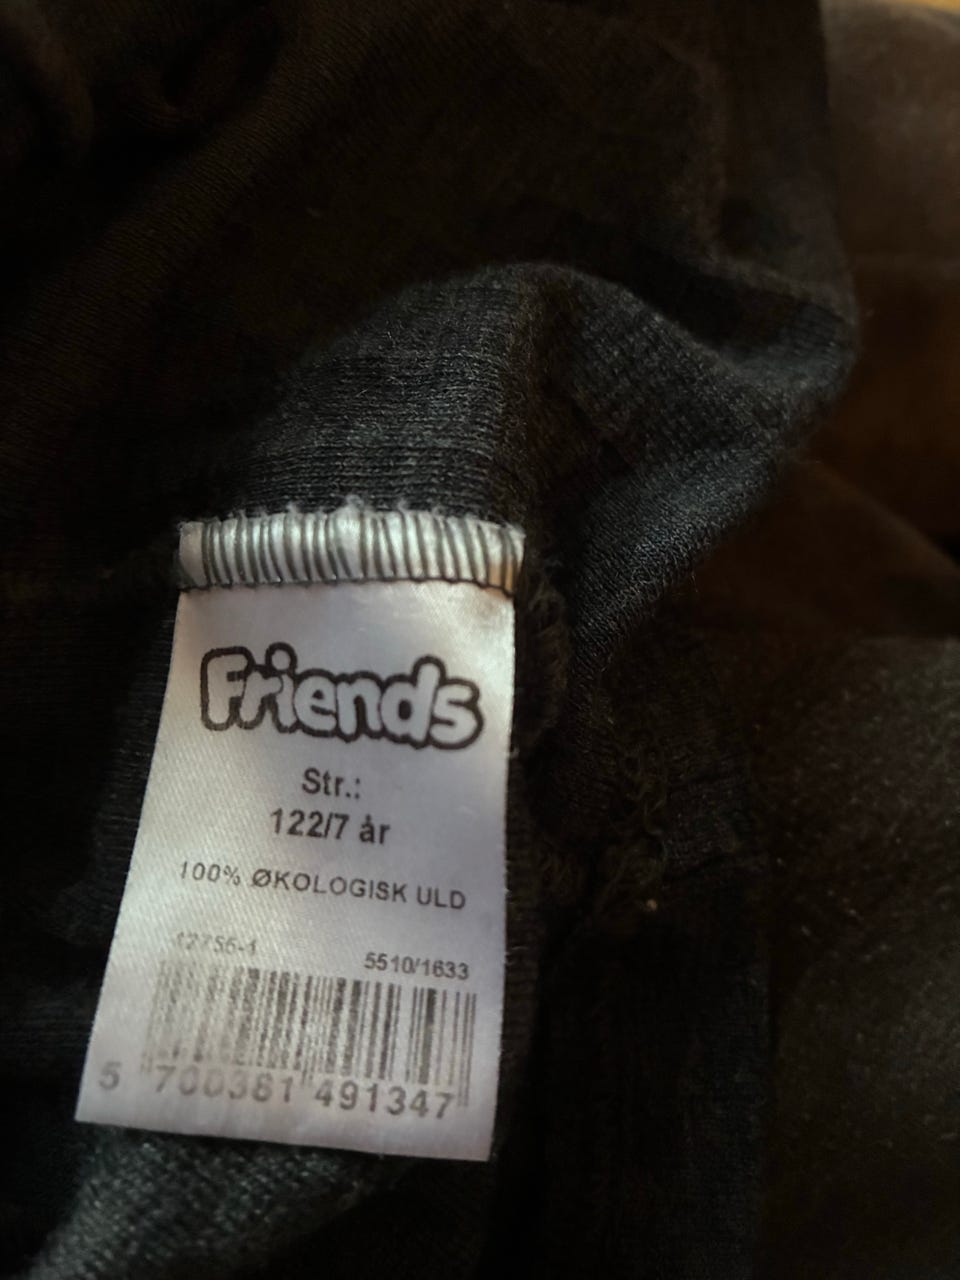 Friends
Str.:
122/7 år
100% ØKOLOGISK ULD
5510/1633
5 700381 491347